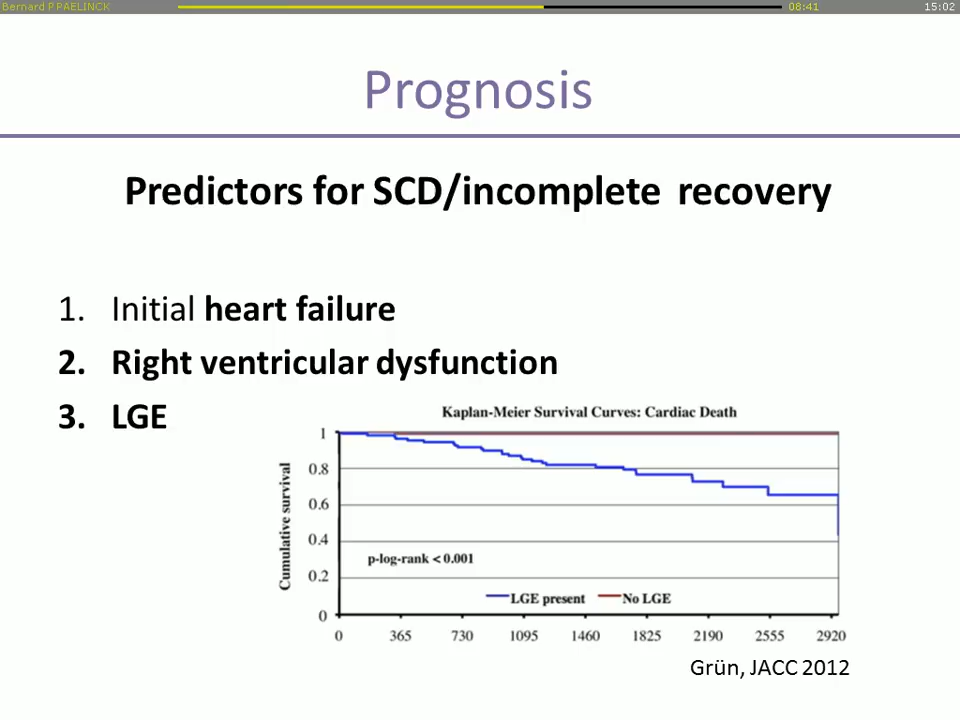 Bernard P PAELINCK 08:41 15:02
Prognosis
Predictors for SCD/incomplete recovery
1. Initial heart failure
2. Right ventricular dysfunction
3. LGE
Kaplan-Meier Survival Curves: Cardiac Death
Cumulative survival
1
0.8
0.6
0.4
0.2
0
p-log-rank < 0.001
LGE present No LGE
0 365 730 1095 1460 1825 2190 2555 2920
Grün, JACC 2012